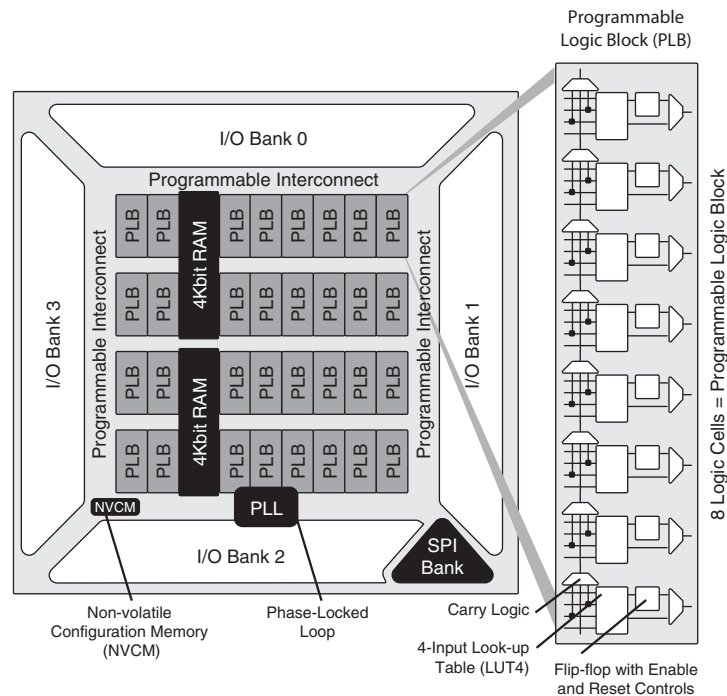 Programmable
Logic Block (PLB)
I/O Bank 0
Programmable Interconnect
I/O Bank 3
Programmable Interconnect
PLB PLB 4Kbit RAM PLB PLB PLB PLB PLB PLB
PLB PLB PLB PLB PLB PLB PLB PLB
PLB PLB 4Kbit RAM PLB PLB PLB PLB PLB PLB
PLB PLB PLB PLB PLB PLB PLB PLB
Programmable Interconnect
I/O Bank 1
8 Logic Cells = Programmable Logic Block
NVCM
PLL
I/O Bank 2
SPI
Bank
Non-volatile
Configuration Memory
(NVCM)
Phase-Locked
Loop
Carry Logic
4-Input Look-up
Table (LUT4)
Flip-flop with Enable
and Reset Controls